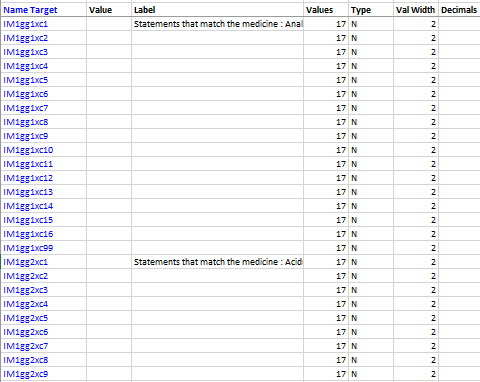 Name Target Value Label Values Type Val Width Decimals
IM1gg1xc1 Statements that match the medicine : Anal 17 N 2
IM1gg1xc2 17 N 2
IM1gg1xc3 17 N 2
IM1gg1xc4 17 N 2
IM1gg1xc5 17 N 2
IM1gg1xc6 17 N 2
IM1gg1xc7 17 N 2
IM1gg1xc8 17 N 2
IM1gg1xc9 17 N 2
IM1gg1xc10 17 N 2
IM1gg1xc11 17 N 2
IM1gg1xc12 17 N 2
IM1gg1xc13 17 N 2
IM1gg1xc14 17 N 2
IM1gg1xc15 17 N 2
IM1gg1xc16 17 N 2
IM1gg1xc99 17 N 2
IM1gg2xc1 Statements that match the medicine : Acid 17 N 2
IM1gg2xc2 17 N 2
IM1gg2xc3 17 N 2
IM1gg2xc4 17 N 2
IM1gg2xc5 17 N 2
IM1gg2xc6 17 N 2
IM1gg2xc7 17 N 2
IM1gg2xc8 17 N 2
IM1gg2xc9 17 N 2